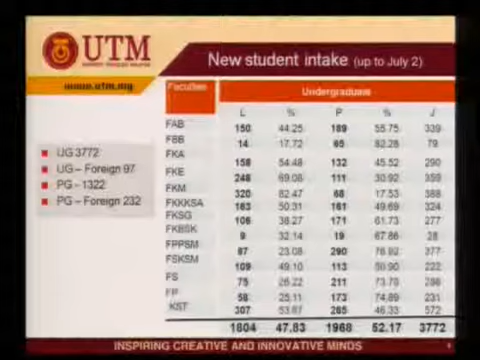 UTM
New student intake (up to July 2)
www.utm.my
Faculties
Undergraduate
L % P % J
FAB 150 44.25 189 55.75 339
FBB 14 17.72 65 82.28 79
FKA 158 54.48 132 45.52 290
FKE 248 69.08 111 30.92 359
FKM 320 82.47 68 17.53 388
FKKKSA 163 50.31 161 49.69 324
FKSG 106 38.27 171 61.73 277
FKBSK 9 32.14 19 67.86 28
FPPSM 87 23.08 290 76.92 377
FSKSM 109 49.10 113 50.90 222
FS 75 26.22 211 73.78 286
FP 58 25.11 173 74.89 231
KST 307 53.67 265 46.33 572
1804 47.83 1968 52.17 3772
UG 3772
UG – Foreign 97
PG - 1322
PG – Foreign 232
INSPIRING CREATIVE AND INNOVATIVE MINDS